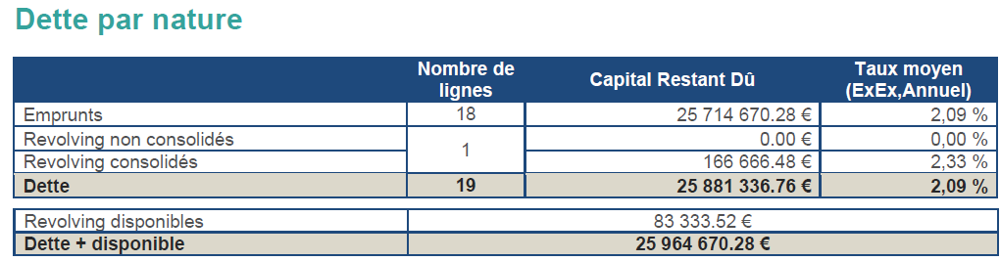 Dette par nature
Nombre de lignes Capital Restant Dû Taux moyen (ExEx,Annuel)
Emprunts 18 25 714 670.28 € 2,09 %
Revolving non consolidés 1 0.00 € 0,00 %
Revolving consolidés 166 666.48 € 2,33 %
Dette 19 25 881 336.76 € 2,09 %
Revolving disponibles 83 333.52 €
Dette + disponible 25 964 670.28 €